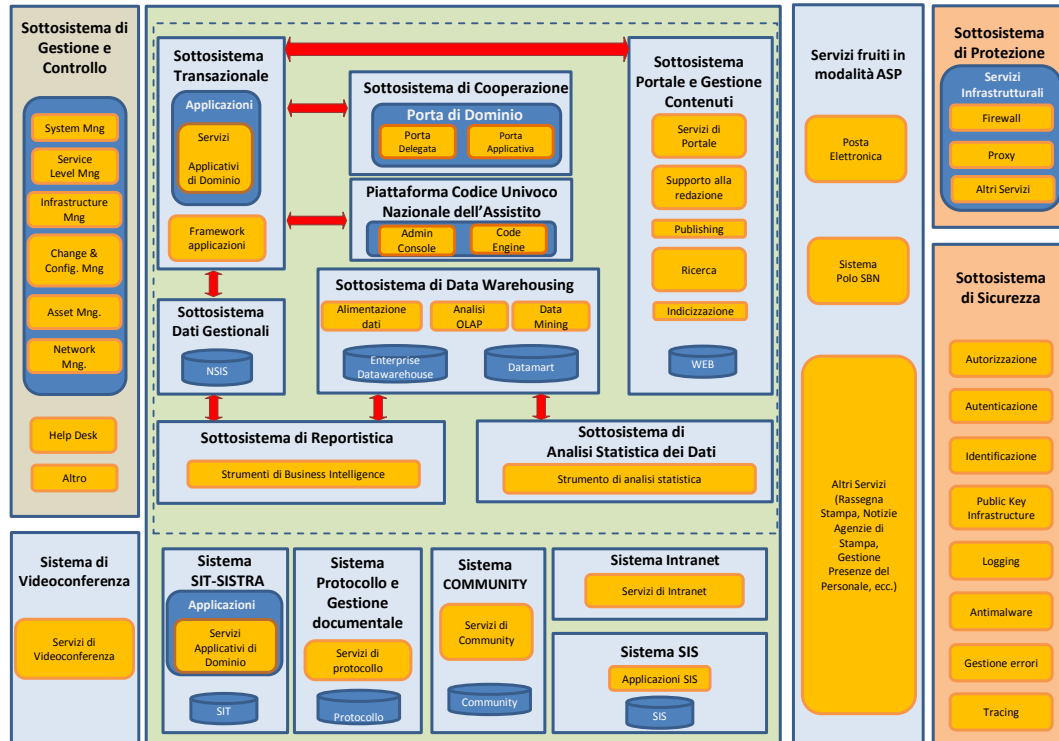 Sottosistema di
Gestione e
Controllo
System Mng
Service
Level Mng
Infrastructure
Mng
Change &
Config. Mng
Asset Mng.
Network
Mng.
Help Desk
Altro
Sistema di
Videoconferenza
Servizi di
Videoconferenza
Sottosistema
Transazionale
Applicazioni
Servizi
Applicativi
di Dominio
Framework
applicazioni
Sottosistema di Cooperazione
Porta di Dominio
Porta
Delegata
Porta
Applicativa
Piattaforma Codice Univoco
Nazionale dell’Assistito
Admin
Console
Code
Engine
Sottosistema
Portale e Gestione
Contenuti
Servizi di
Portale
Supporto alla
redazione
Publishing
Ricerca
Indicizzazione
WEB
Sottosistema
Dati Gestionali
NSIS
Sottosistema di Data Warehousing
Alimentazione
dati
Analisi
OLAP
Data
Mining
Enterprise
Datawarehouse
Datamart
Sottosistema di Reportistica
Strumenti di Business Intelligence
Sottosistema di
Analisi Statistica dei Dati
Strumento di analisi statistica
Sistema
SIT-SISTRA
Applicazioni
Servizi
Applicativi di
Dominio
SIT
Sistema
Protocollo e
Gestione
documentale
Servizi di
protocollo
Protocollo
Sistema
COMMUNITY
Servizi di
Community
Community
Sistema Intranet
Servizi di Intranet
Sistema SIS
Applicazioni SIS
SIS
Servizi fruiti in
modalità ASP
Posta
Elettronica
Sistema
Polo SBN
Altri Servizi
(Rassegna
Stampa, Notizie
Agenzie di
Stampa,
Gestione
Presenze del
Personale, ecc.)
Sottosistema
di Protezione
Servizi
Infrastrutturali
Firewall
Proxy
Altri Servizi
Sottosistema
di Sicurezza
Autorizzazione
Autenticazione
Identificazione
Public Key
Infrastructure
Logging
Antimalware
Gestione errori
Tracing